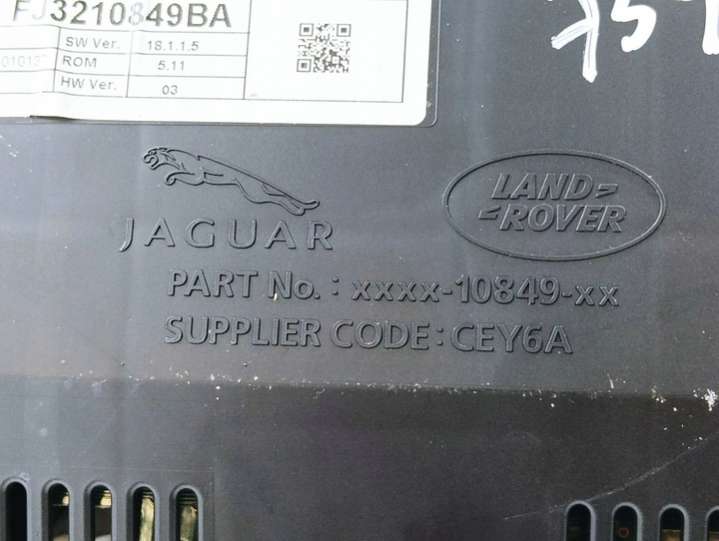 FJ3210849BA
SW Ver. 18.1.1.5
ROM 5.11
HW Ver. 03
JAGUAR
LAND-
-ROVER
PART No. : xxxx-10849-xx
SUPPLIER CODE : CEY6A